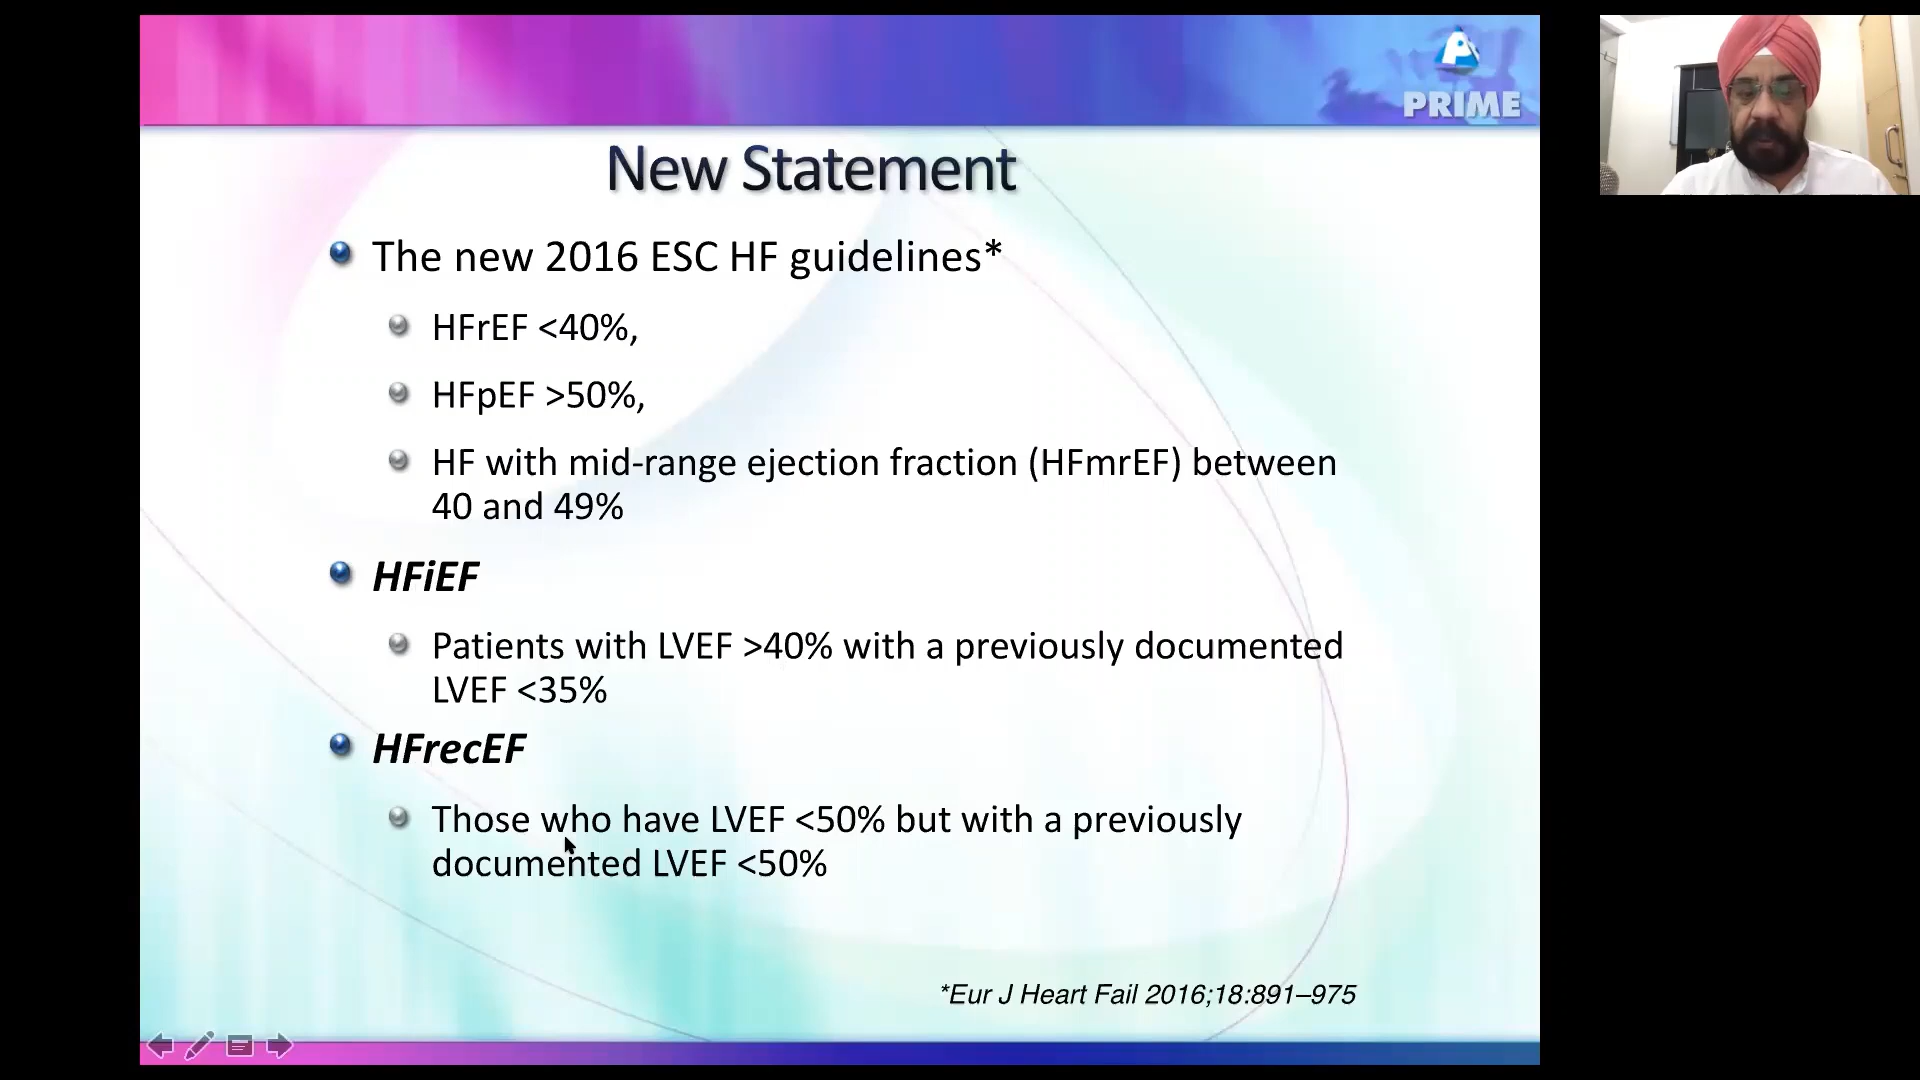 PRIME
New Statement
The new 2016 ESC HF guidelines*
HFrEF <40%,
HFpEF >50%,
HF with mid-range ejection fraction (HFmrEF) between
40 and 49%
HFiEF
Patients with LVEF >40% with a previously documented
LVEF <35%
HFrecEF
Those who have LVEF <50% but with a previously
documented LVEF <50%
*Eur J Heart Fail 2016;18:891–975